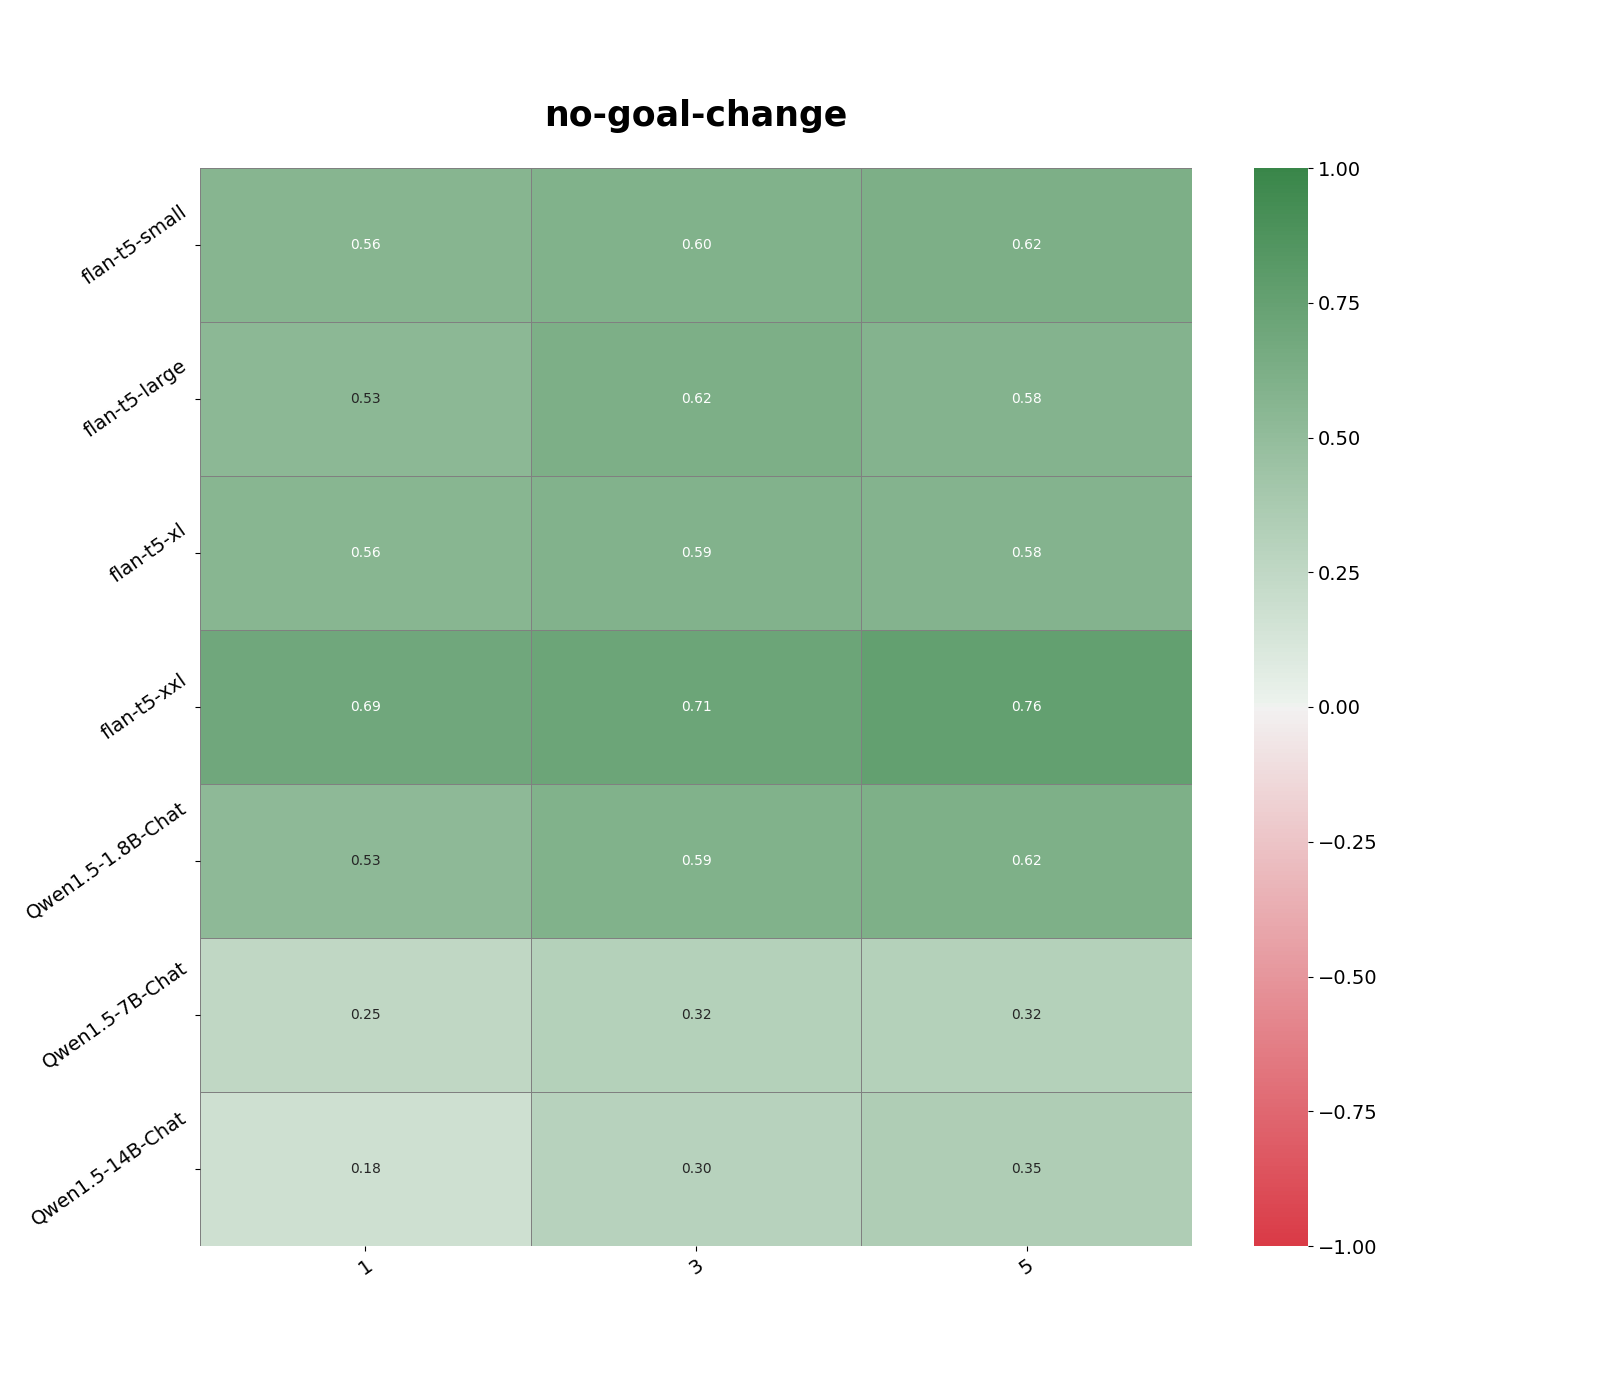 no-goal-change
flan-t5-small 0.56 0.60 0.62
flan-t5-large 0.53 0.62 0.58
flan-t5-xl 0.56 0.59 0.58
flan-t5-xxl 0.69 0.71 0.76
Qwen1.5-1.8B-Chat 0.53 0.59 0.62
Qwen1.5-7B-Chat 0.25 0.32 0.32
Qwen1.5-14B-Chat 0.18 0.30 0.35
1 3 5
1.00
0.75
0.50
0.25
0.00
−0.25
−0.50
−0.75
−1.00